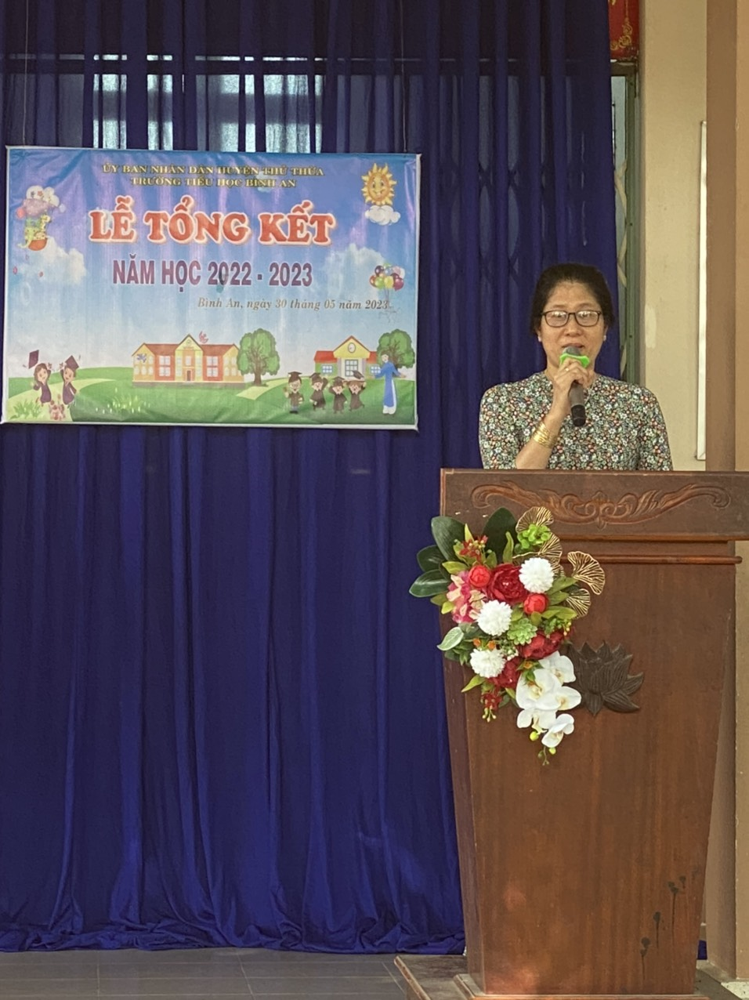 ỦY BAN NHÂN DÂN HUYỆN THỦ THỪA
TRƯỜNG TIỂU HỌC BÌNH AN
LỄ TỔNG KẾT
NĂM HỌC 2022 - 2023
Bình An, ngày 30 tháng 05 năm 2023